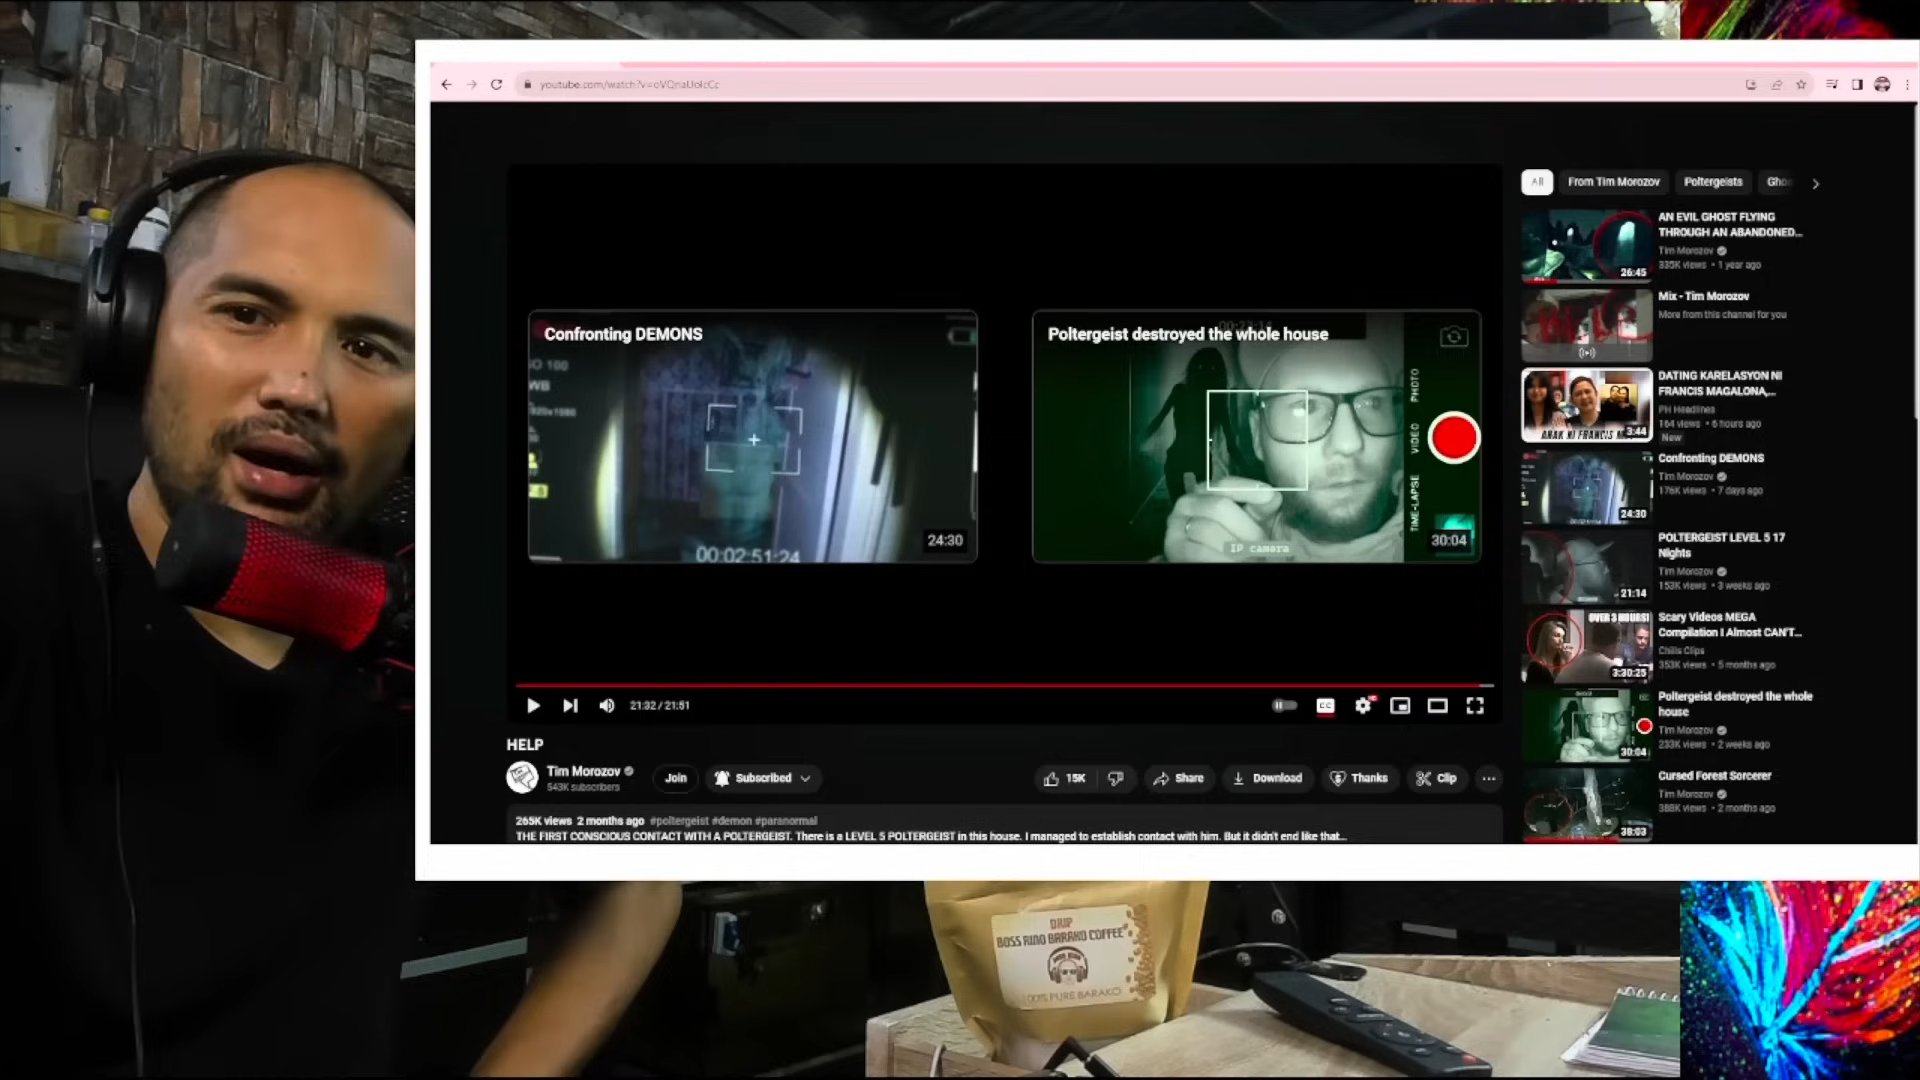 youtube.com/watch?v=oVQnaUolcCc
All
From Tim Morozov
Poltergeists
Gho
Confronting DEMONS
WB
00:02:51:24
24:30
Poltergeist destroyed the whole house
PHOTO
VIDEO
TIME-LAPSE
IP camera
30:04
AN EVIL GHOST FLYING
THROUGH AN ABANDONED...
Tim Morozov
335K views • 1 year ago
26:45
Mix - Tim Morozov
More from this channel for you
DATING KARELASYON NI
FRANCIS MAGALONA,...
PH Headlines
164 views • 6 hours ago
New
ANAK NI FRANCIS M
3:44
Confronting DEMONS
Tim Morozov
176K views • 7 days ago
24:30
POLTERGEIST LEVEL 5 17
Nights
Tim Morozov
153K views • 3 weeks ago
21:14
OVER 3 HOURS!
Scary Videos MEGA
Compilation I Almost CAN'T...
Chills Clips
353K views • 5 months ago
3:30:25
Poltergeist destroyed the whole
house
Tim Morozov
233K views • 2 weeks ago
30:04
Cursed Forest Sorcerer
Tim Morozov
388K views • 2 months ago
38:03
21:32 / 21:51
CC
HD
HELP
Tim Morozov
543K subscribers
Join
Subscribed
15K
Share
Download
Thanks
Clip
265K views 2 months ago #poltergeist #demon #paranormal
THE FIRST CONSCIOUS CONTACT WITH A POLTERGEIST. There is a LEVEL 5 POLTERGEIST in this house. I managed to establish contact with him. But it didn't end like that...
DRIP
BOSS RINO BARAKO COFFEE
100% PURE BARAKO